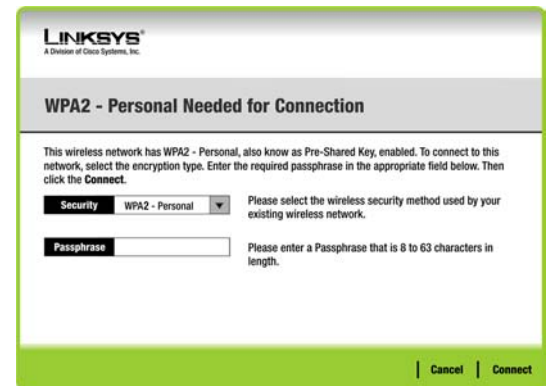 LINKSYS®
A Division of Cisco Systems, Inc.
WPA2 - Personal Needed for Connection
This wireless network has WPA2 - Personal, also know as Pre-Shared Key, enabled. To connect to this
network, select the encryption type. Enter the required passphrase in the appropriate field below. Then
click the Connect.
Security WPA2 - Personal
Please select the wireless security method used by your
existing wireless network.
Passphrase
Please enter a Passphrase that is 8 to 63 characters in
length.
Cancel Connect